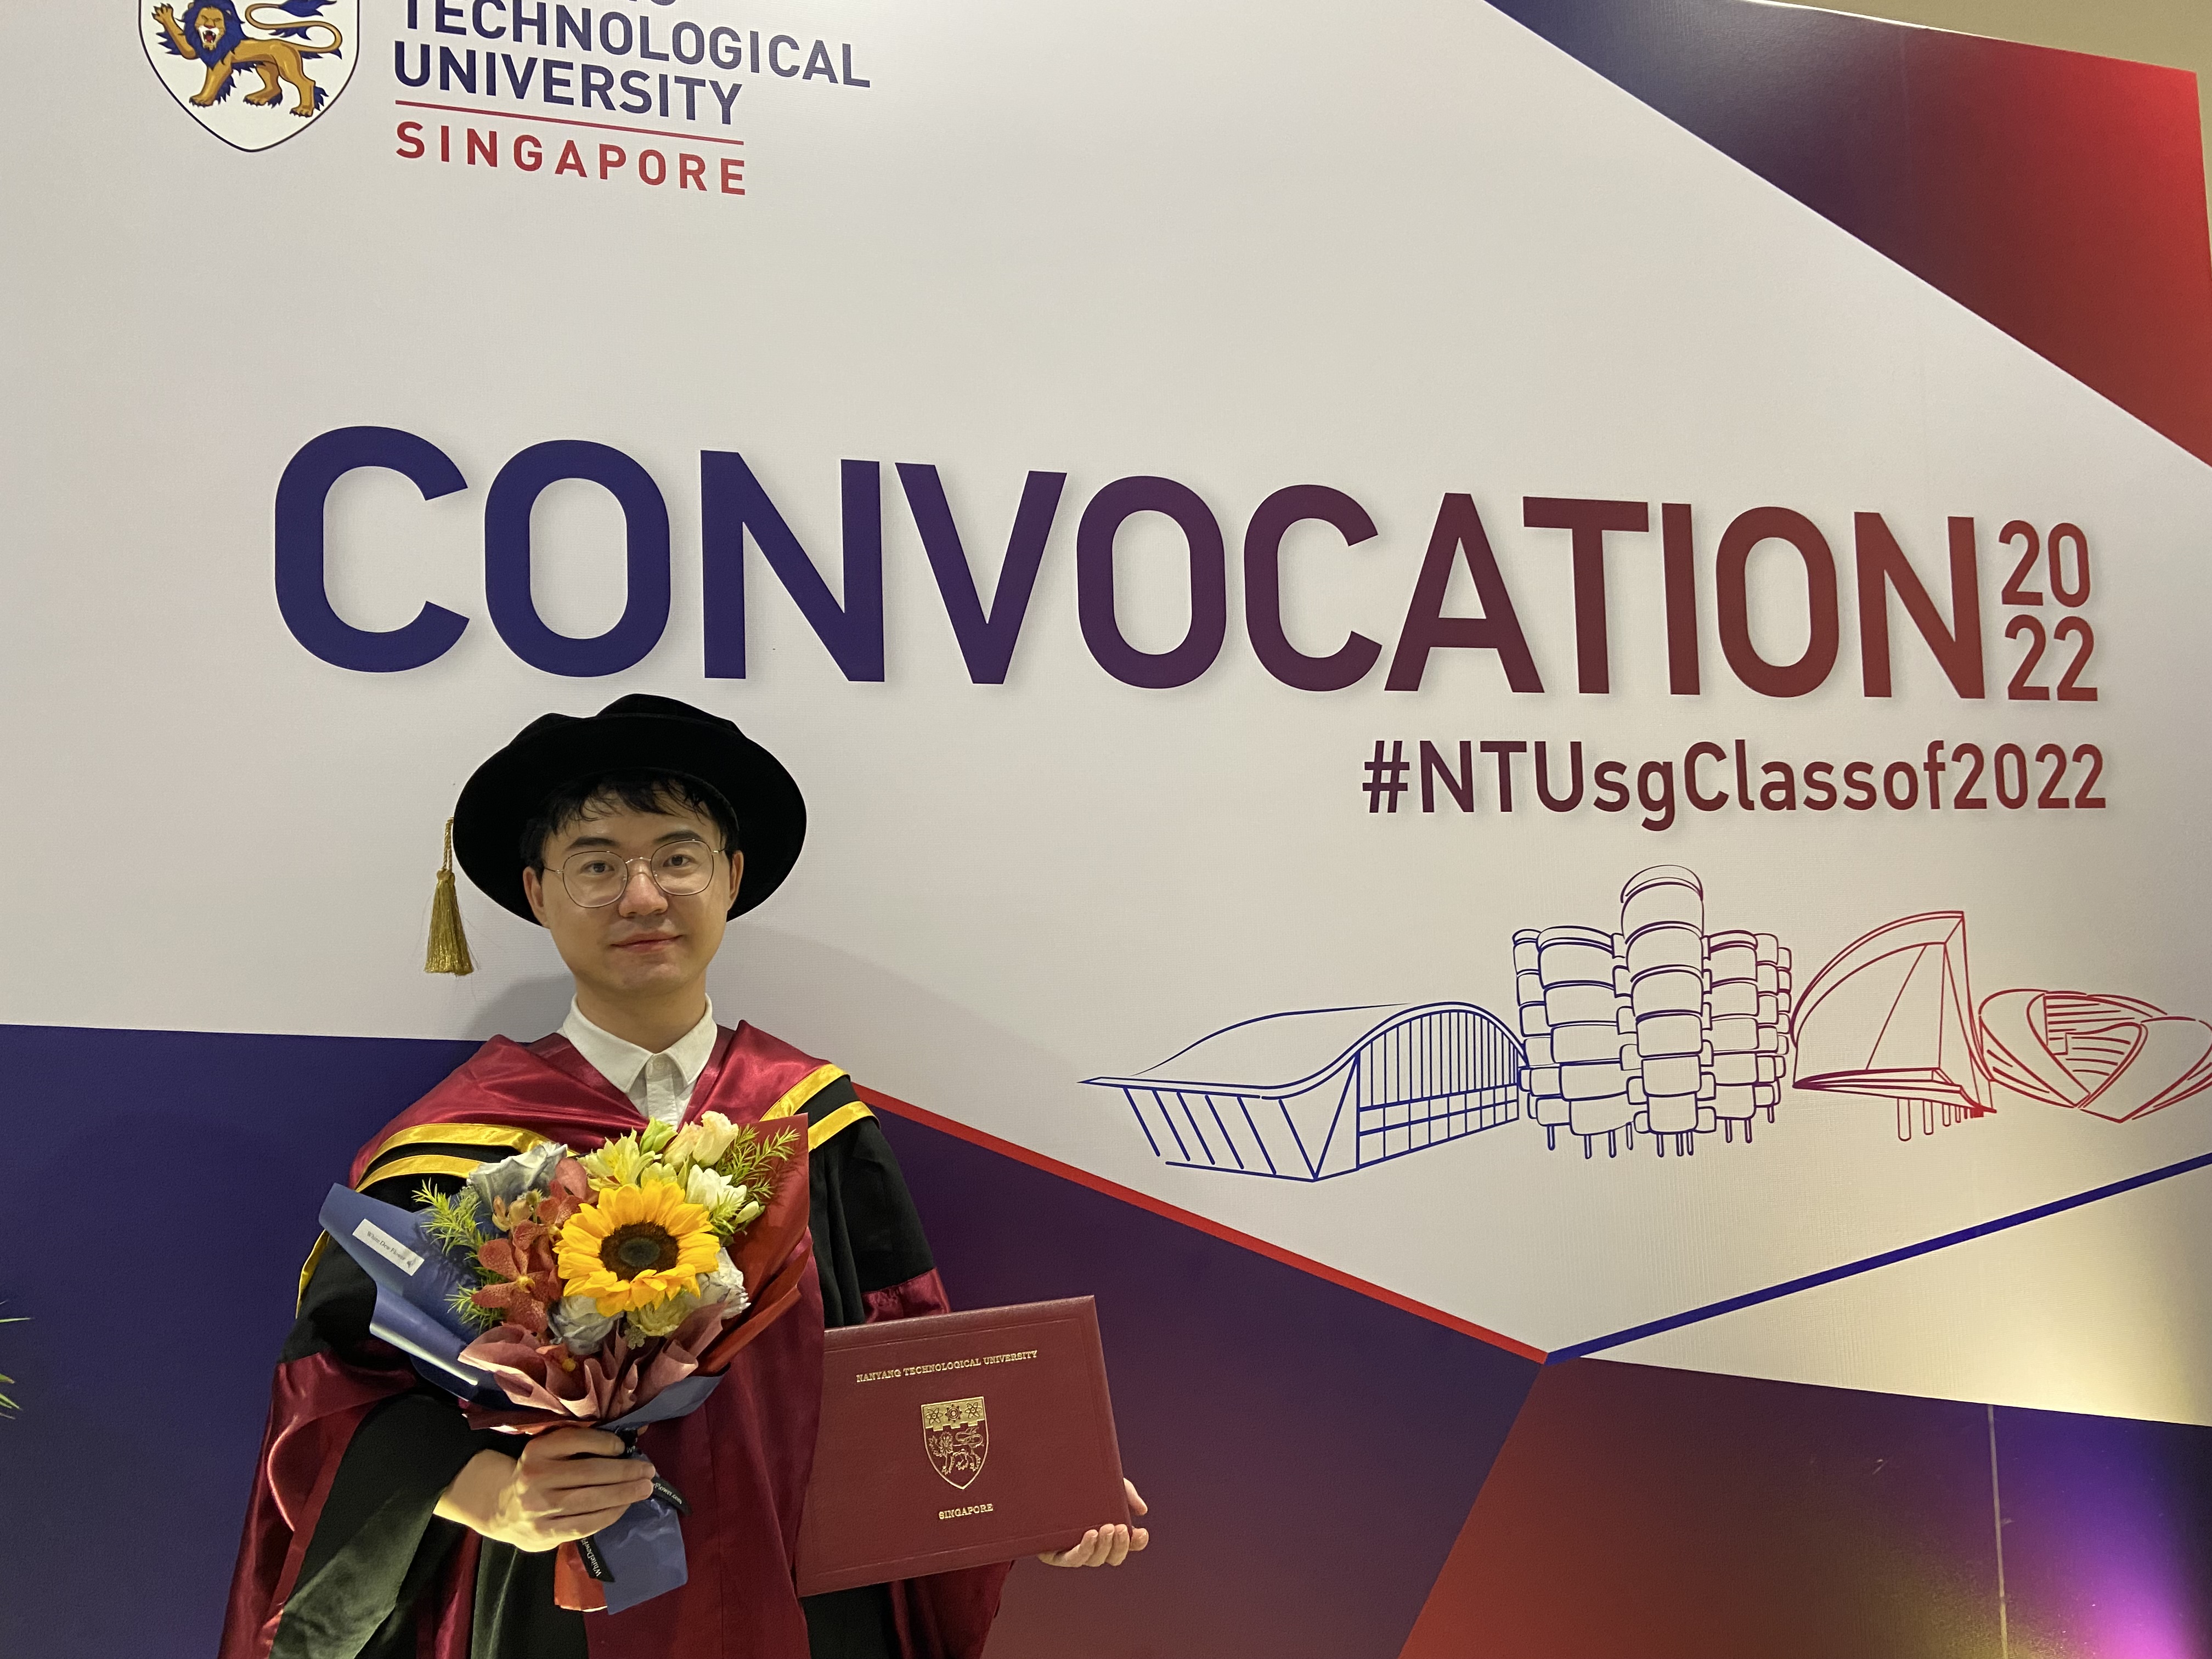 TECHNOLOGICAL
UNIVERSITY
SINGAPORE
CONVOCATION
20
22
#NTUsgClassof2022
NANYANG TECHNOLOGICAL UNIVERSITY
SINGAPORE